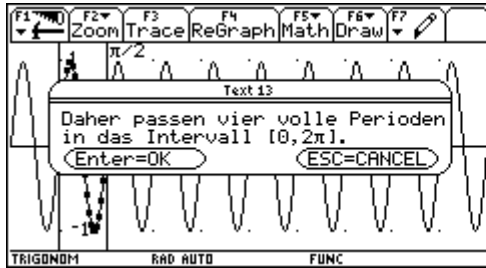 F1 F2 Zoom F3 Trace F4 ReGraph F5 Math F6 Draw F7
1
π/2
Text 13
Daher passen vier volle Perioden
in das Intervall [0,2π].
Enter=OK ESC=CANCEL
-1
TRIGONOM RAD AUTO FUNC